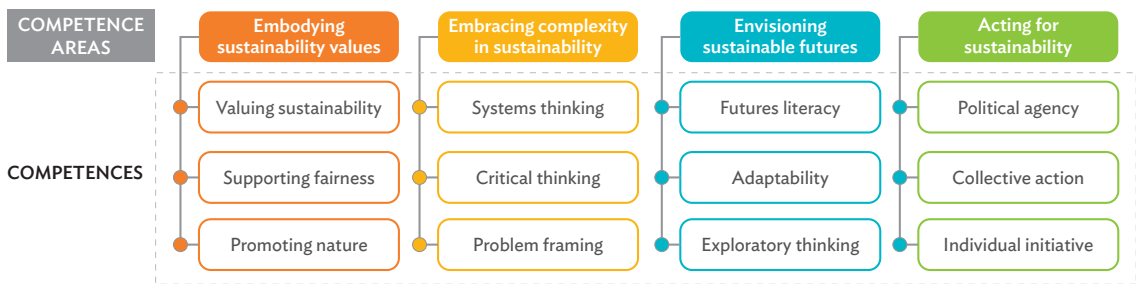 COMPETENCE
AREAS
Embodying
sustainability values
Embracing complexity
in sustainability
Envisioning
sustainable futures
Acting for
sustainability
COMPETENCES
Valuing sustainability
Systems thinking
Futures literacy
Political agency
Supporting fairness
Critical thinking
Adaptability
Collective action
Promoting nature
Problem framing
Exploratory thinking
Individual initiative